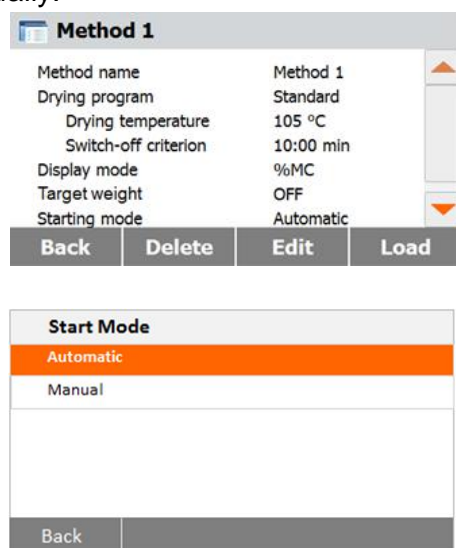 Method 1
Method name Method 1
Drying program Standard
Drying temperature 105 °C
Switch-off criterion 10:00 min
Display mode %MC
Target weight OFF
Starting mode Automatic
Back Delete Edit Load
Start Mode
Automatic
Manual
Back